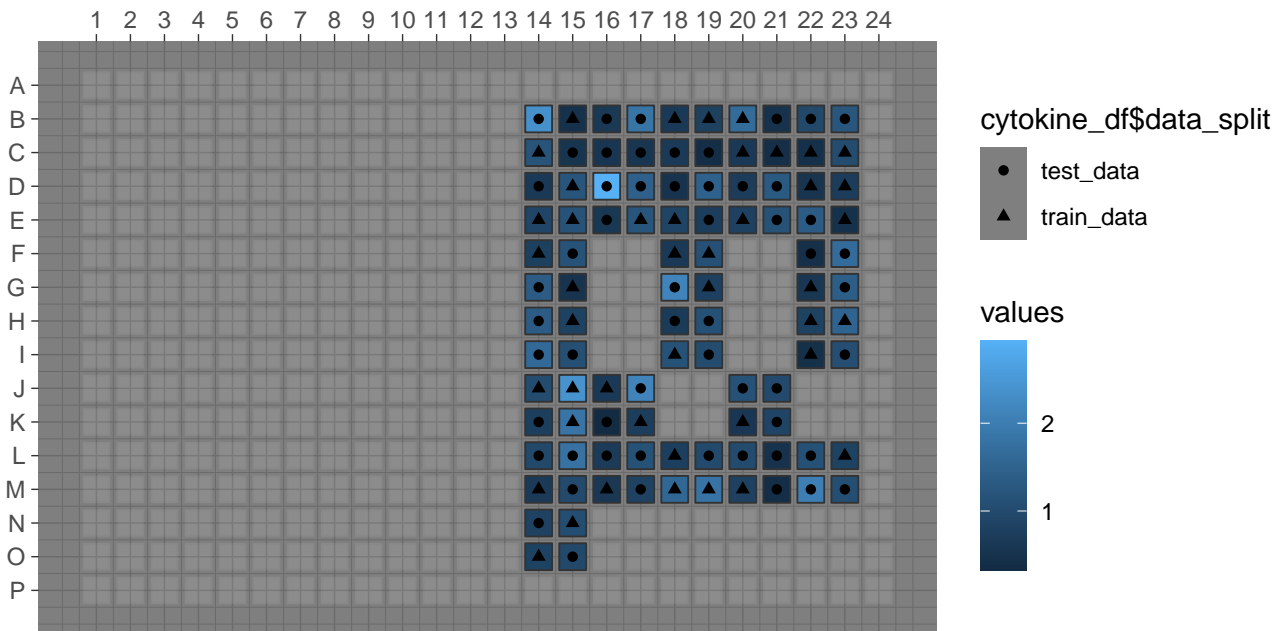 1 2 3 4 5 6 7 8 9 10 11 12 13 14 15 16 17 18 19 20 21 22 23 24
A
B
C
D
E
F
G
H
I
J
K
L
M
N
O
P
cytokine_df$data_split
test_data
train_data
values
2
1